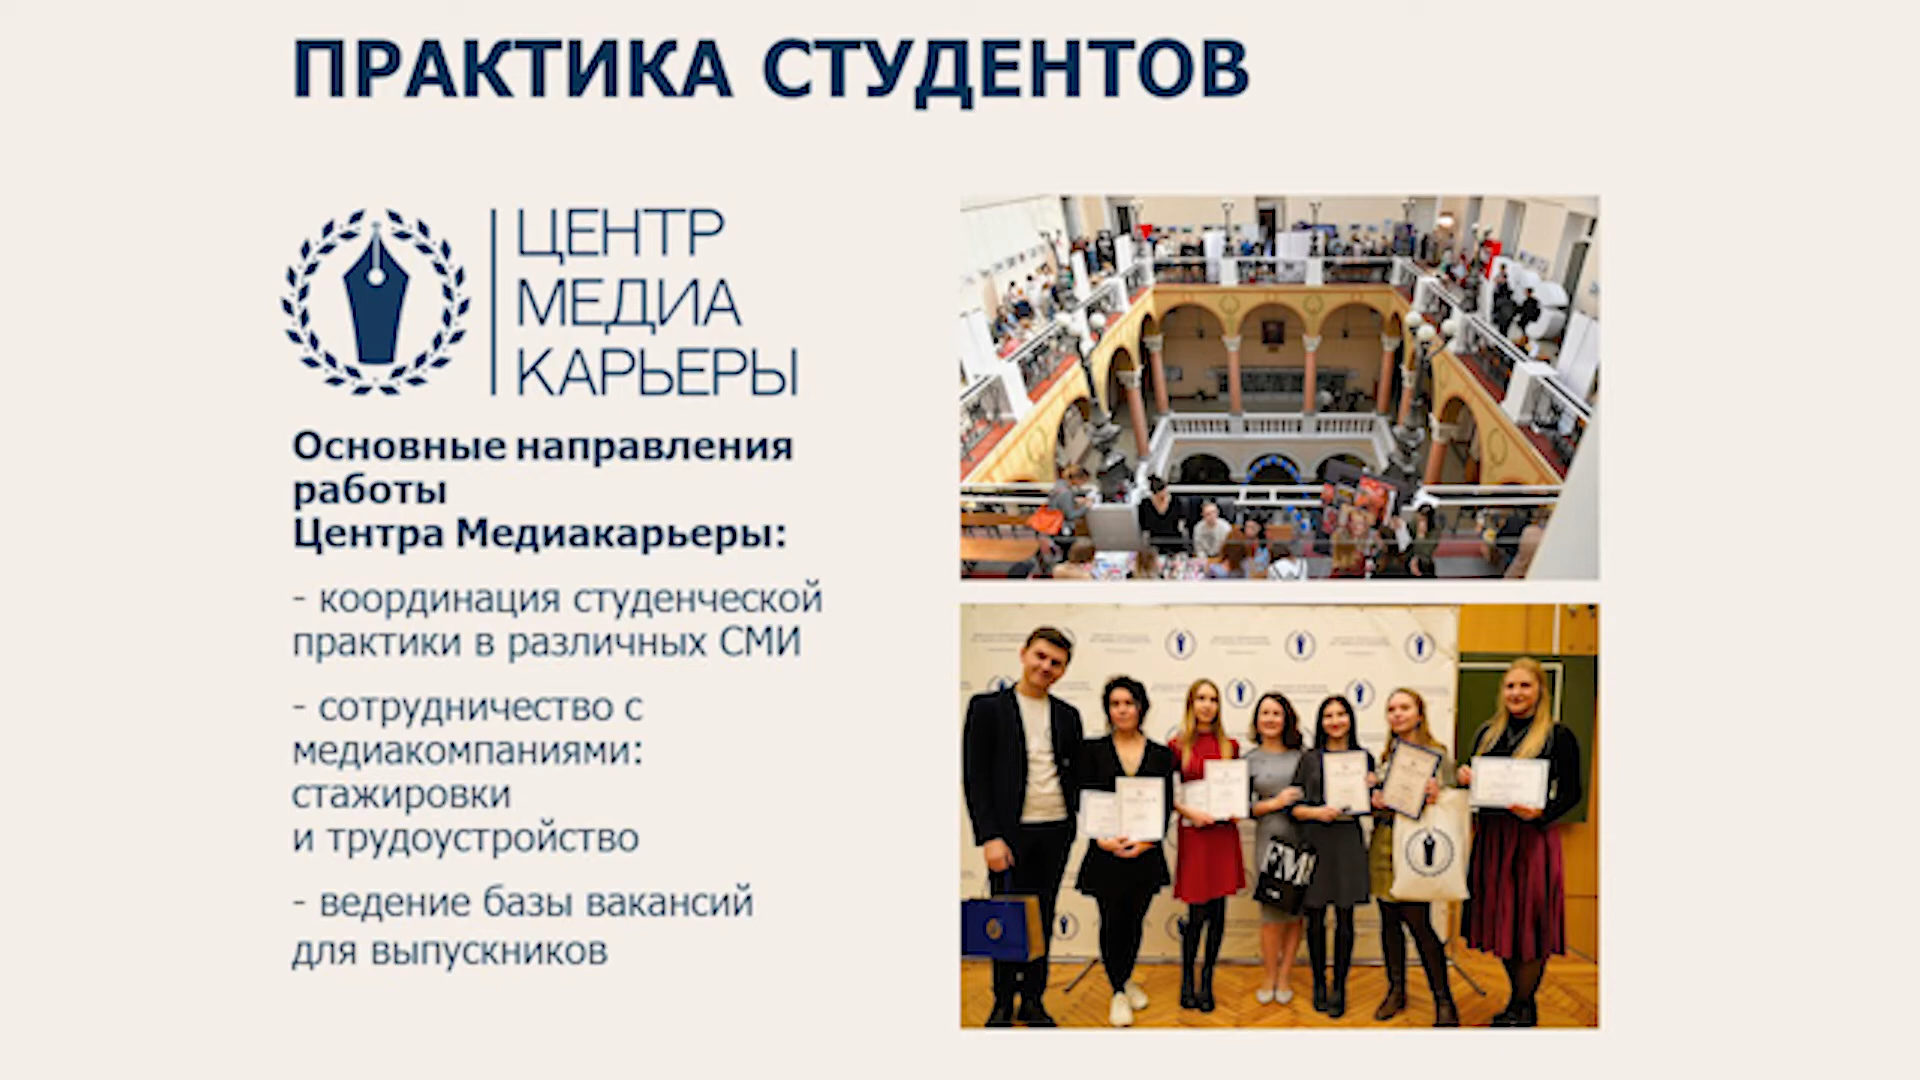 ПРАКТИКА СТУДЕНТОВ
ЦЕНТР
МЕДИА
КАРЬЕРЫ
Основные направления
работы
Центра Медиакарьеры:
- координация студенческой
практики в различных СМИ
- сотрудничество с
медиакомпаниями:
стажировки
и трудоустройство
- ведение базы вакансий
для выпускников